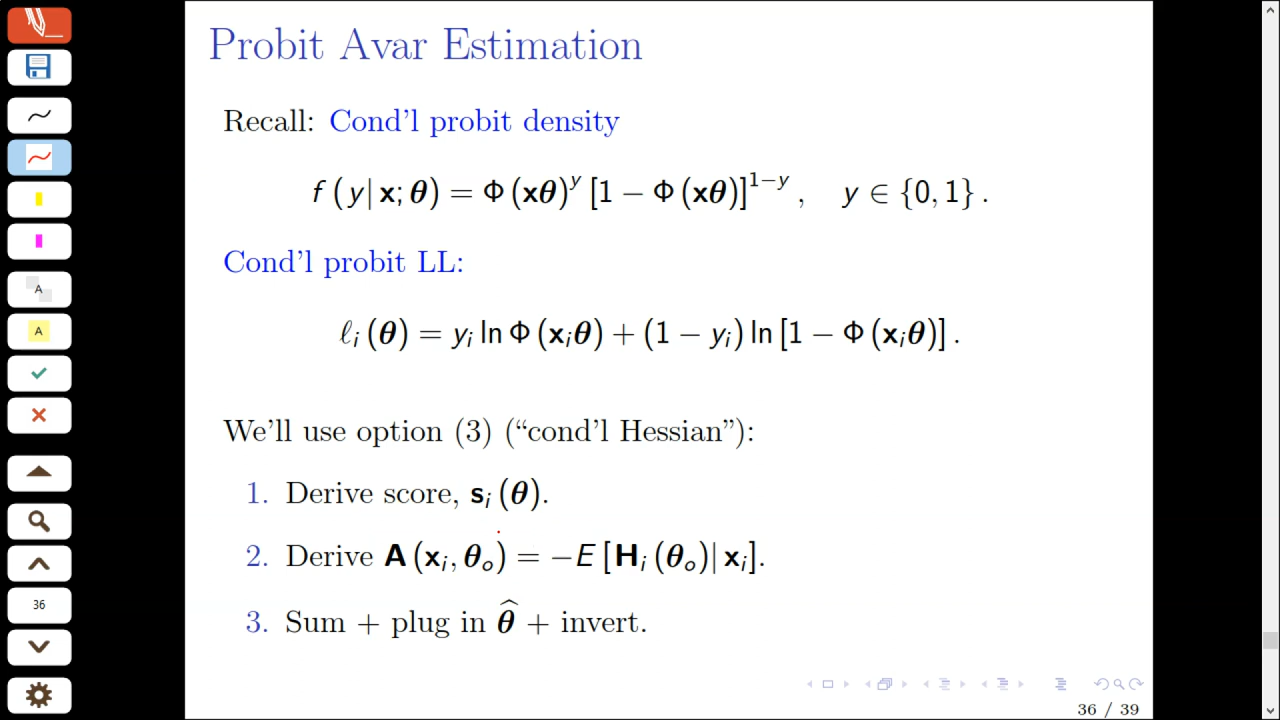 Probit Avar Estimation
Recall: Cond'l probit density
f (y| x; θ) = Φ (xθ)^y [1 − Φ (xθ)]^{1−y} , y ∈ {0, 1} .
Cond'l probit LL:
ℓ_i (θ) = y_i ln Φ (x_iθ) + (1 − y_i) ln [1 − Φ (x_iθ)] .
We'll use option (3) (“cond'l Hessian”):
1. Derive score, s_i (θ).
2. Derive A (x_i, θ_o) = −E [H_i (θ_o)| x_i].
3. Sum + plug in θ̂ + invert.
36 / 39
A
A
36